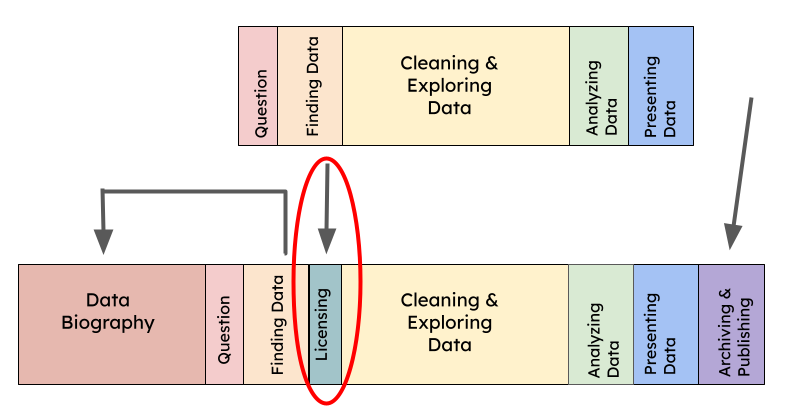 Question
Finding Data
Cleaning &
Exploring
Data
Analyzing
Data
Presenting
Data
Data
Biography
Question
Finding Data
Licensing
Cleaning &
Exploring
Data
Analyzing
Data
Presenting
Data
Archiving &
Publishing